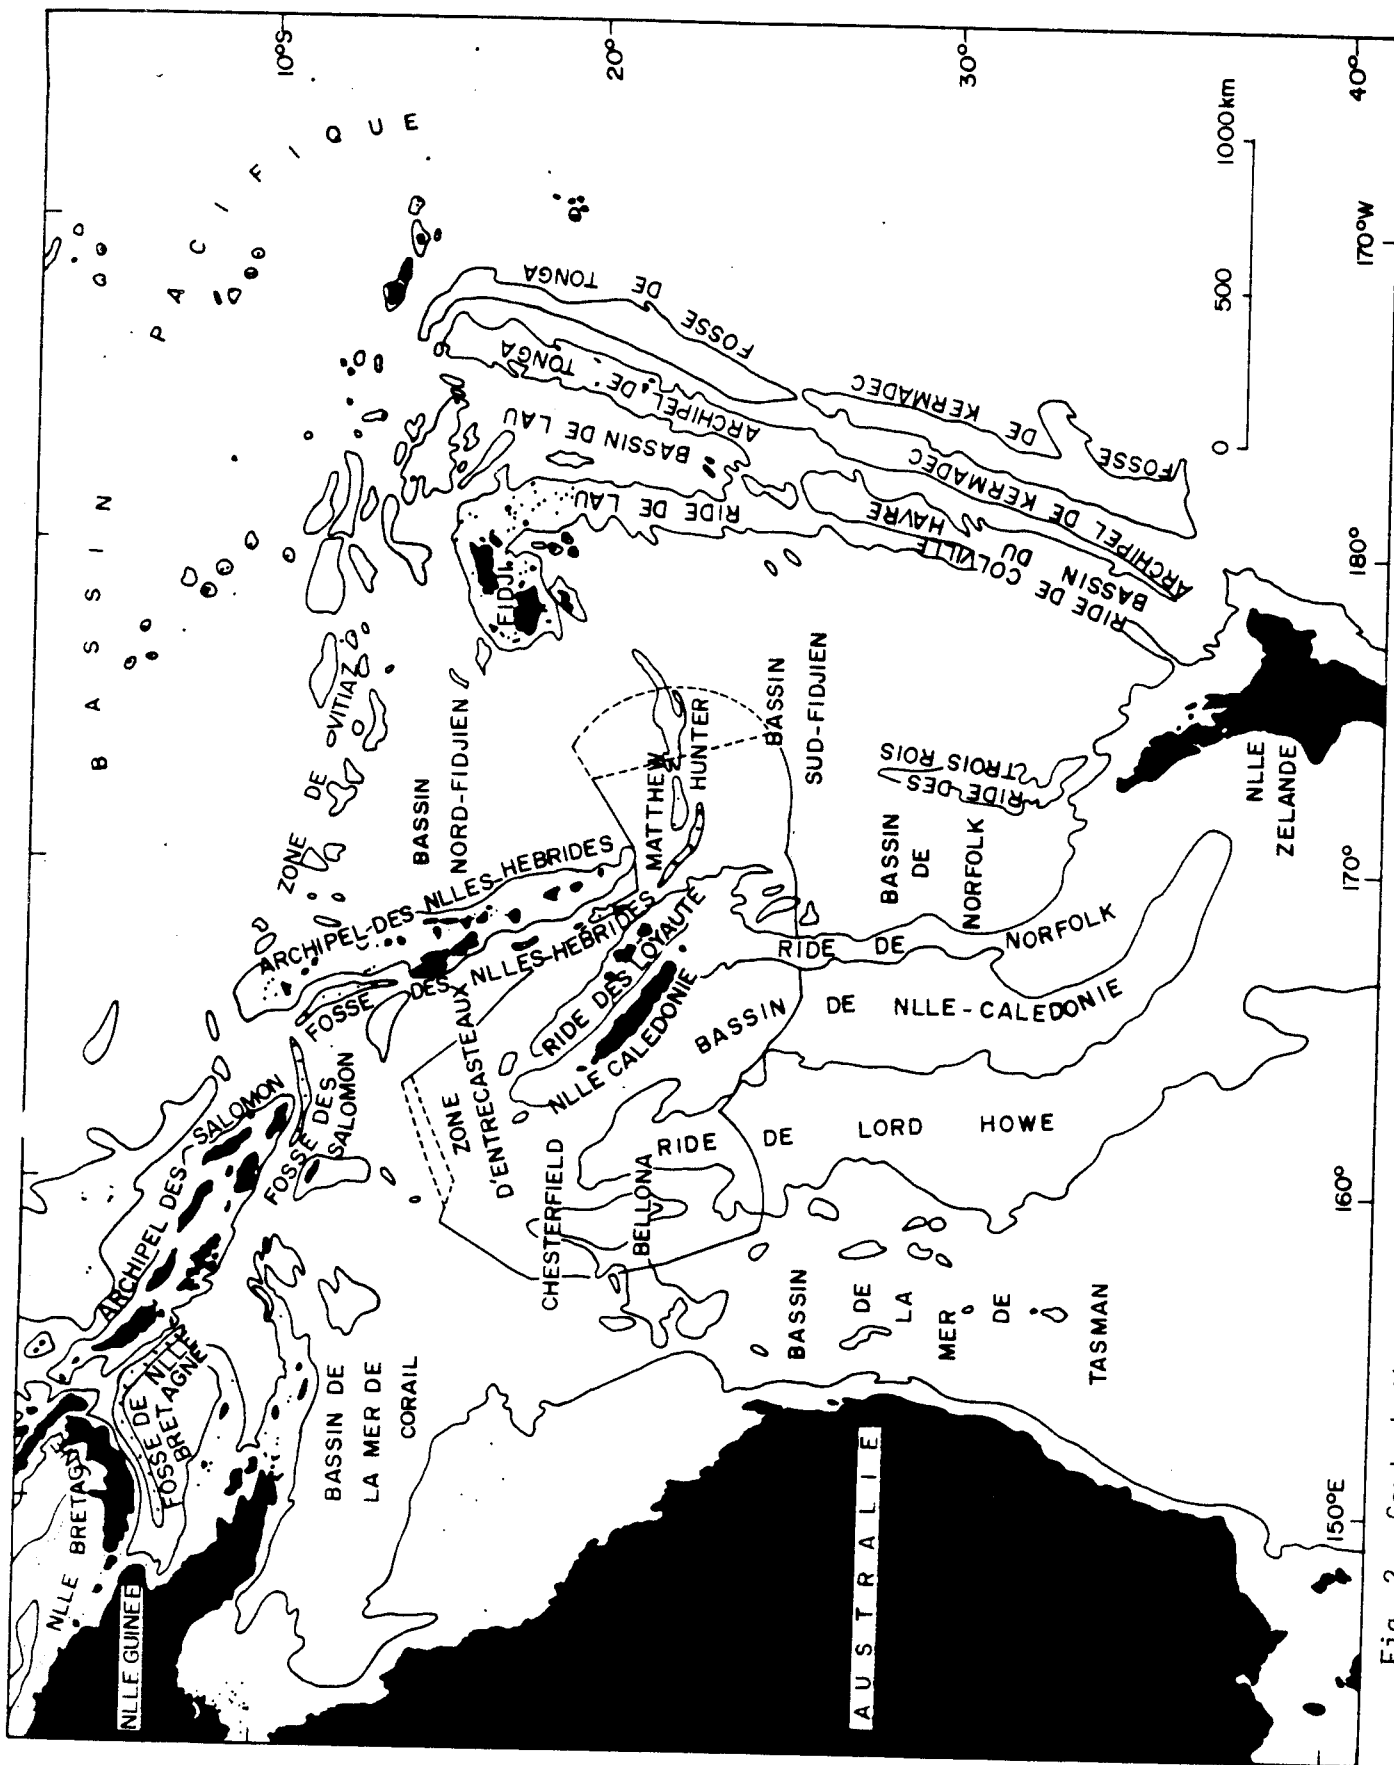 NLLE GUINEE
NLLE BRETAGNE
FOSSE DE NLLE
BRETAGNE
ARCHIPEL DES SALOMON
FOSSE DES
SALOMON
BASSIN PACIFIQUE
10°S
ZONE DE VITIAZ
ARCHIPEL-DES-NLLES-HEBRIDES
FOSSE DES NLLES-HEBRIDES
BASSIN DE
LA MER DE
CORAIL
BASSIN
NORD-FIDJIEN
FIDJI
ZONE
D'ENTRECASTEAUX
RIDE DES LOYAUTE
NLLE CALEDONIE
CHESTERFIELD
BELLONA
MATTHEW
HUNTER
RIDE DE LAU
BASSIN DE LAU
ARCHIPEL DE TONGA
FOSSE DE TONGA
20°
BASSIN
SUD-FIDJIEN
BASSIN DE NLLE-CALEDONIE
RIDE DE LORD HOWE
RIDE DE NORFOLK
BASSIN
DE
NORFOLK
RIDE-DES
TROIS ROIS
RIDE DE COLVILLE
BASSIN DU HAVRE
ARCHIPEL DE KERMADEC
FOSSE DE KERMADEC
AUSTRALIE
BASSIN
DE
LA
MER
DE
TASMAN
30°
NLLE
ZELANDE
0 500 1000km
40°
150°E 160° 170° 180° 170°W
Fig. 2